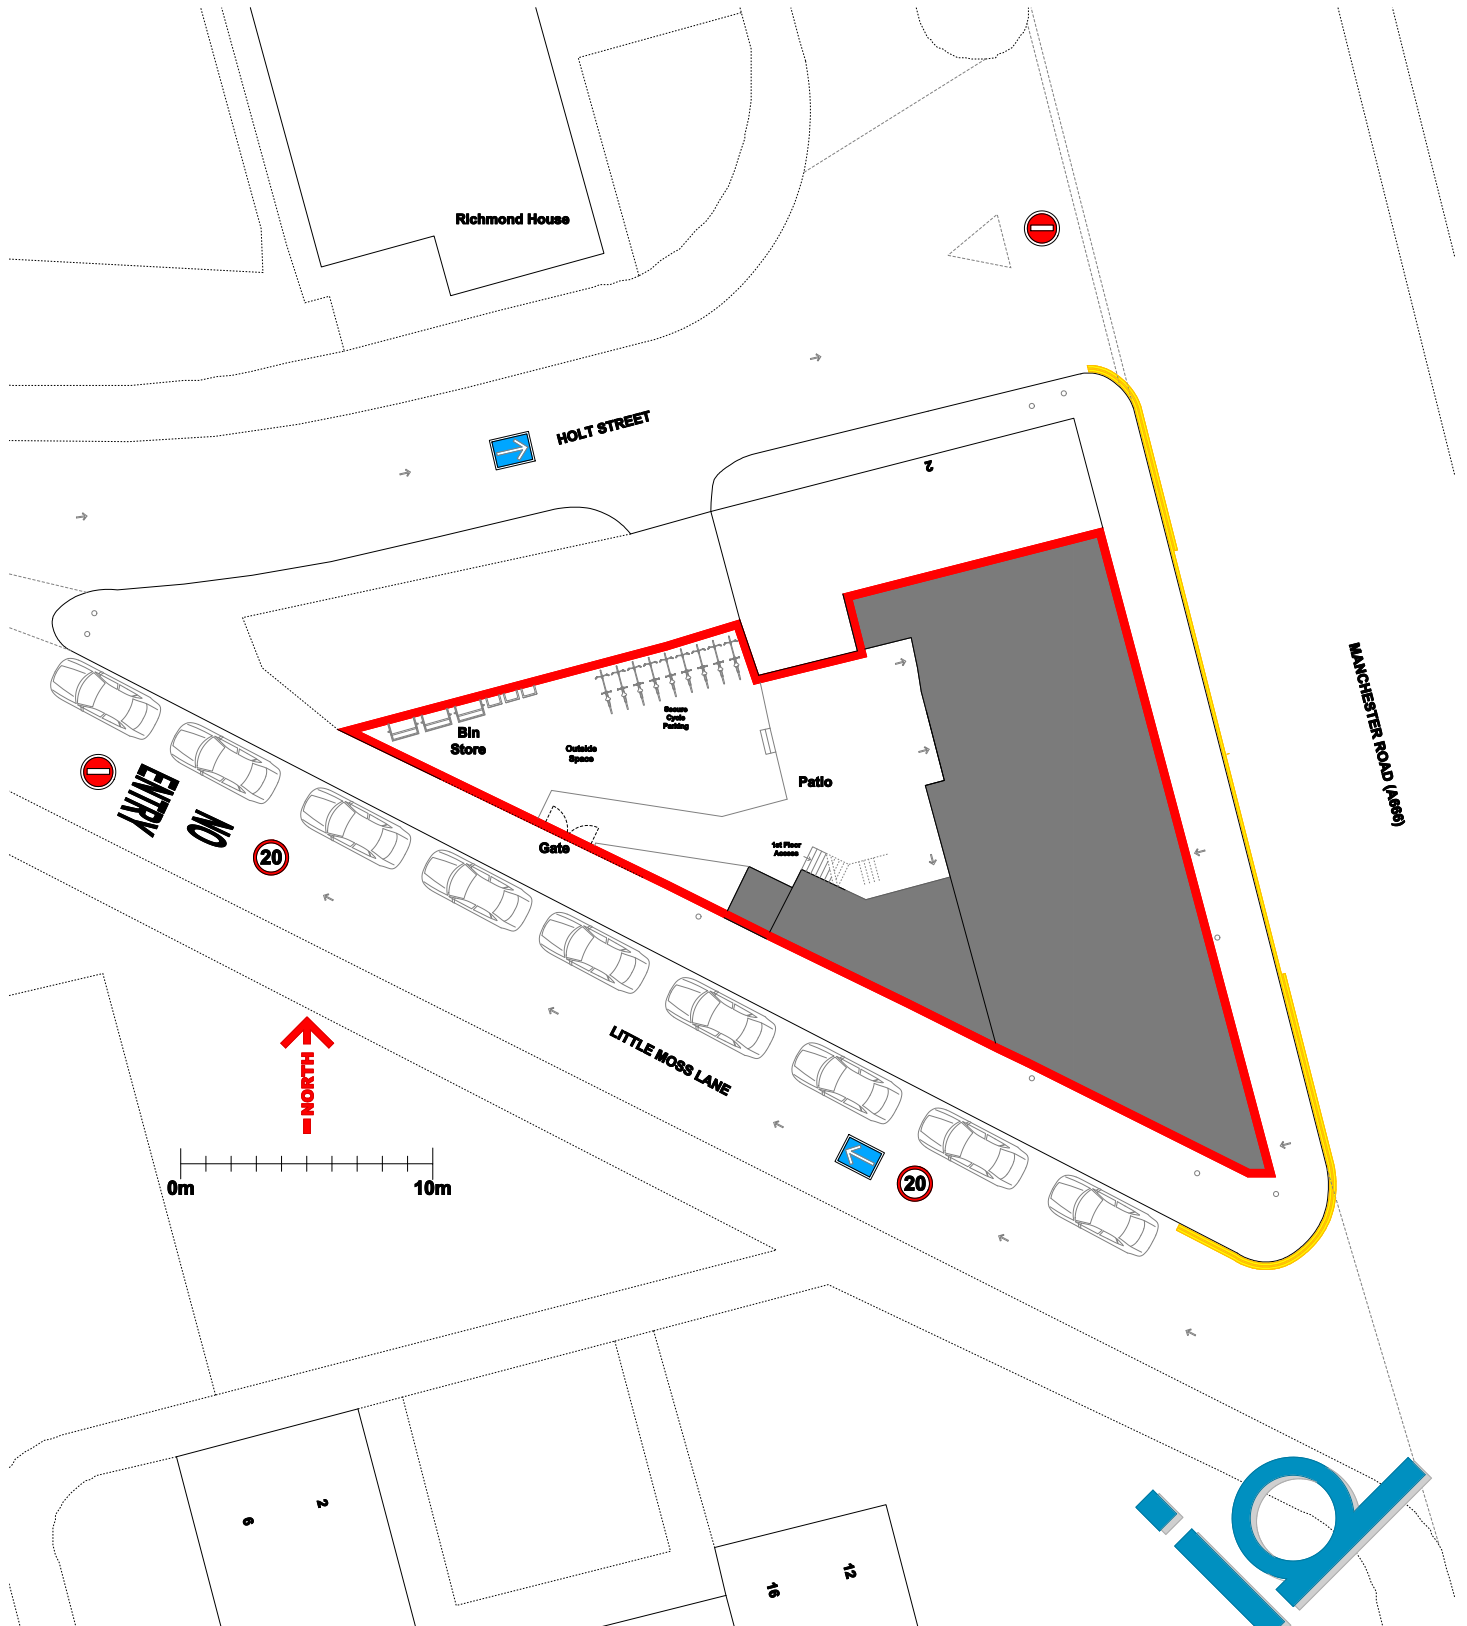 Richmond House
HOLT STREET
2
MANCHESTER ROAD (A666)
Secure
Cycle
Parking
Bin
Store
Outside
Space
Patio
1st Floor
Access
Gate
NO
ENTRY
20
LITTLE MOSS LANE
20
NORTH
0m 10m
2
6
12
16
id